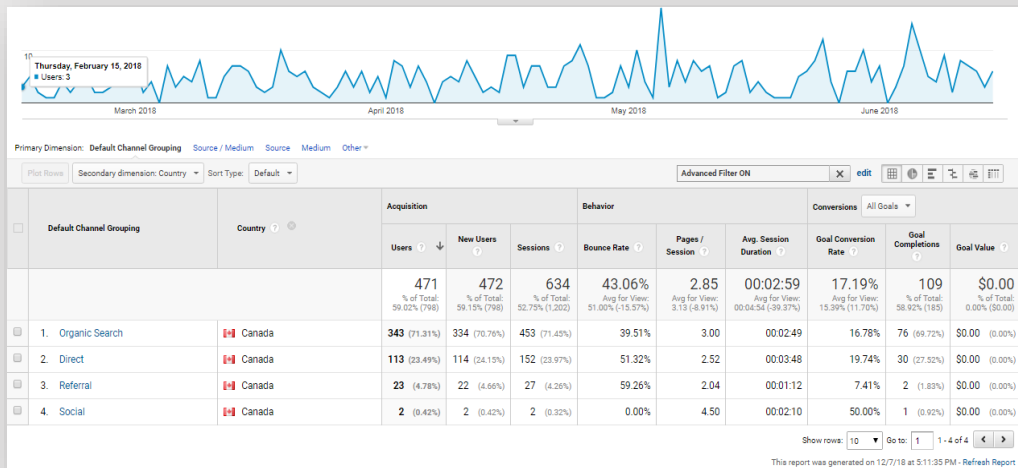 10
Thursday, February 15, 2018
Users: 3
March 2018 April 2018 May 2018 June 2018
Primary Dimension: Default Channel Grouping Source / Medium Source Medium Other
Plot Rows Secondary dimension: Country Sort Type: Default Advanced Filter ON edit
Default Channel Grouping Country Acquisition Behavior Conversions All Goals
Users New Users Sessions Bounce Rate Pages / Session Avg. Session Duration Goal Conversion Rate Goal Completions Goal Value
471 472 634 43.06% 2.85 00:02:59 17.19% 109 $0.00
% of Total: % of Total: % of Total: Avg for View: Avg for View: Avg for View: Avg for View: % of Total: % of Total:
59.02% (798) 59.15% (798) 52.75% (1,202) 51.00% (-15.57%) 3.13 (-8.91%) 00:04:54 (-39.37%) 15.39% (11.70%) 58.92% (185) 0.00% ($0.00)
1. Organic Search Canada 343 (71.31%) 334 (70.76%) 453 (71.45%) 39.51% 3.00 00:02:49 16.78% 76 (69.72%) $0.00 (0.00%)
2. Direct Canada 113 (23.49%) 114 (24.15%) 152 (23.97%) 51.32% 2.52 00:03:48 19.74% 30 (27.52%) $0.00 (0.00%)
3. Referral Canada 23 (4.78%) 22 (4.66%) 27 (4.26%) 59.26% 2.04 00:01:12 7.41% 2 (1.83%) $0.00 (0.00%)
4. Social Canada 2 (0.42%) 2 (0.42%) 2 (0.32%) 0.00% 4.50 00:02:10 50.00% 1 (0.92%) $0.00 (0.00%)
Show rows: 10 Go to: 1 1 - 4 of 4
This report was generated on 12/7/18 at 5:11:35 PM - Refresh Report